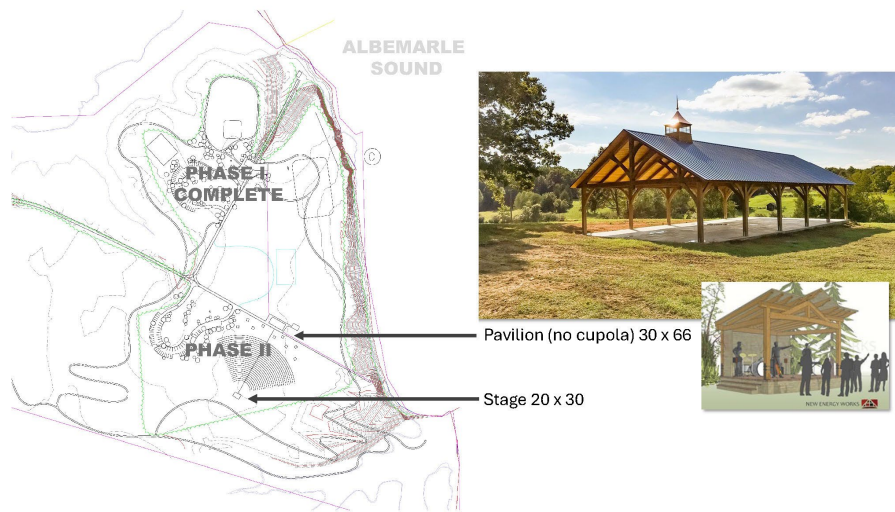 ALBEMARLE
SOUND
C
PHASE I
COMPLETE
PHASE II
Pavilion (no cupola) 30 x 66
Stage 20 x 30
NEW ENERGY WORKS